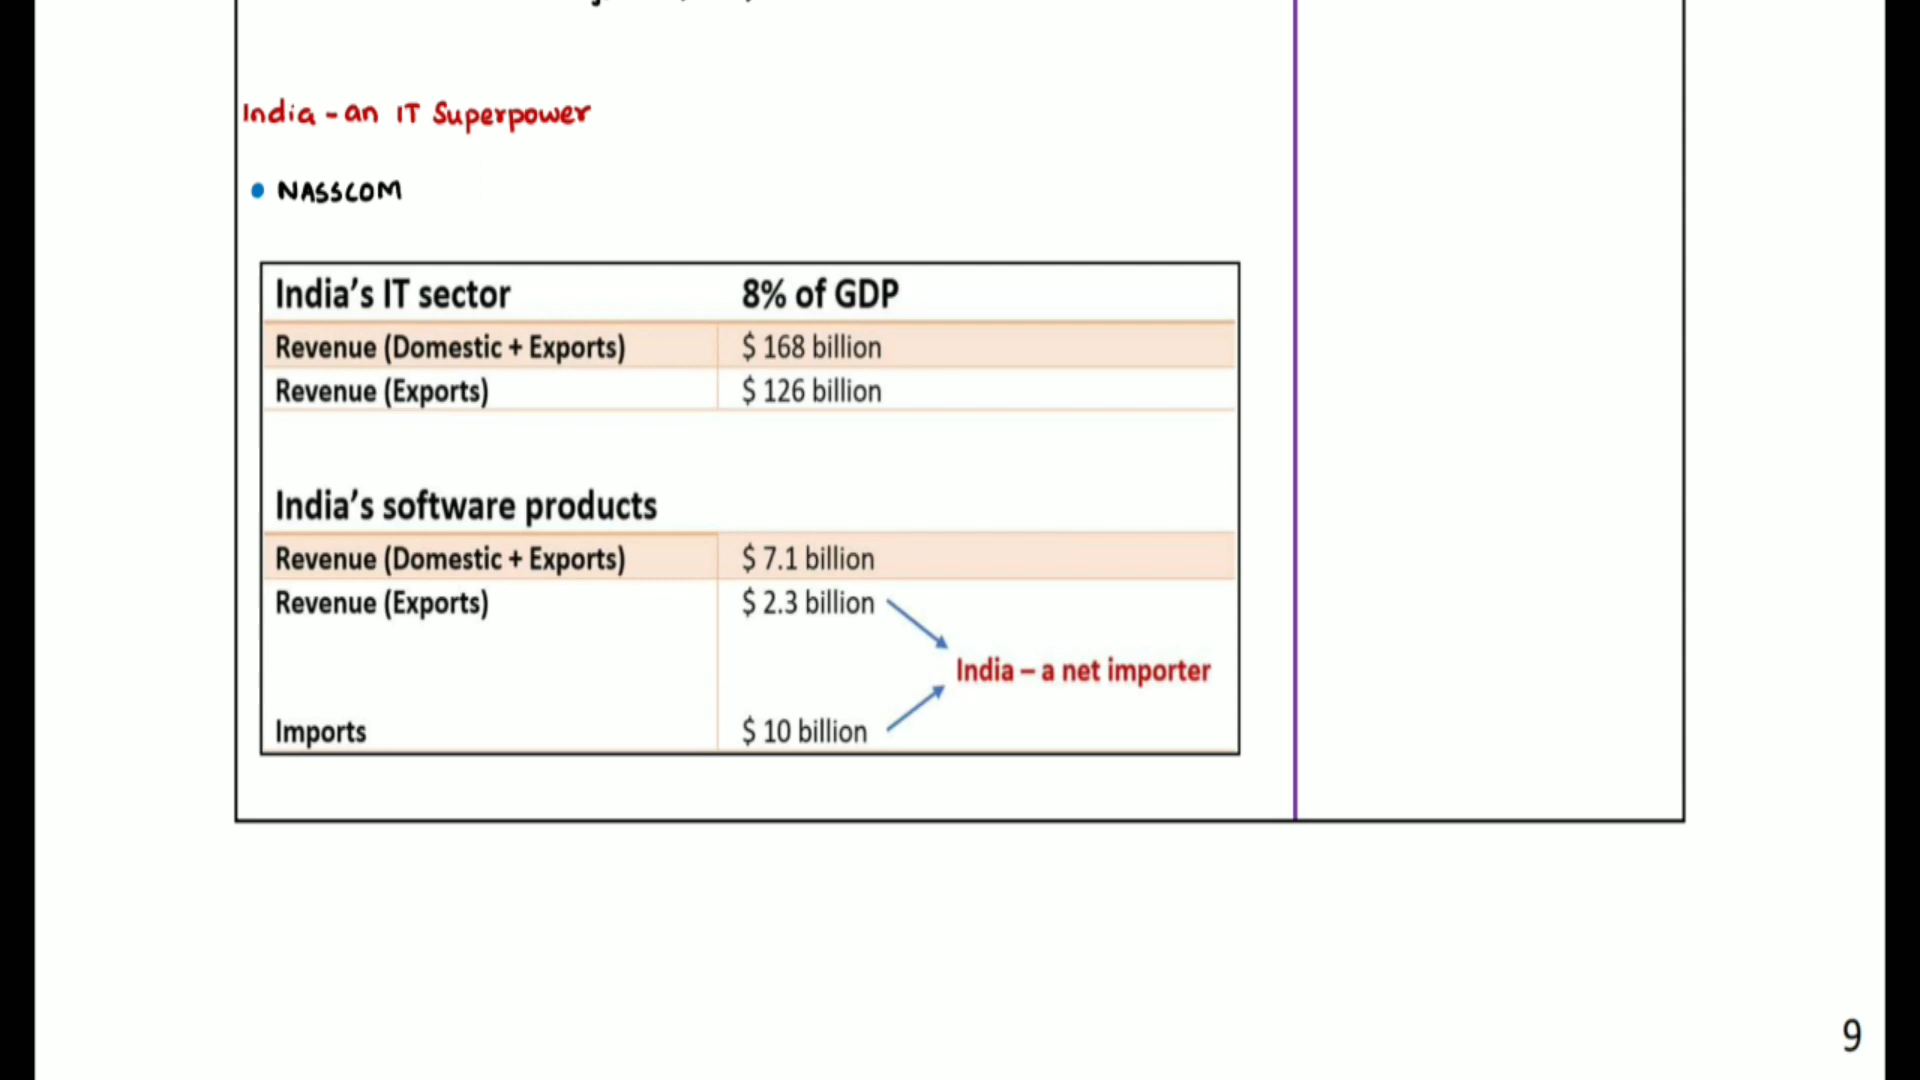 India - an IT Superpower
• NASSCOM
India's IT sector 8% of GDP
Revenue (Domestic + Exports) $ 168 billion
Revenue (Exports) $ 126 billion
India's software products
Revenue (Domestic + Exports) $ 7.1 billion
Revenue (Exports) $ 2.3 billion
India – a net importer
Imports $ 10 billion
9